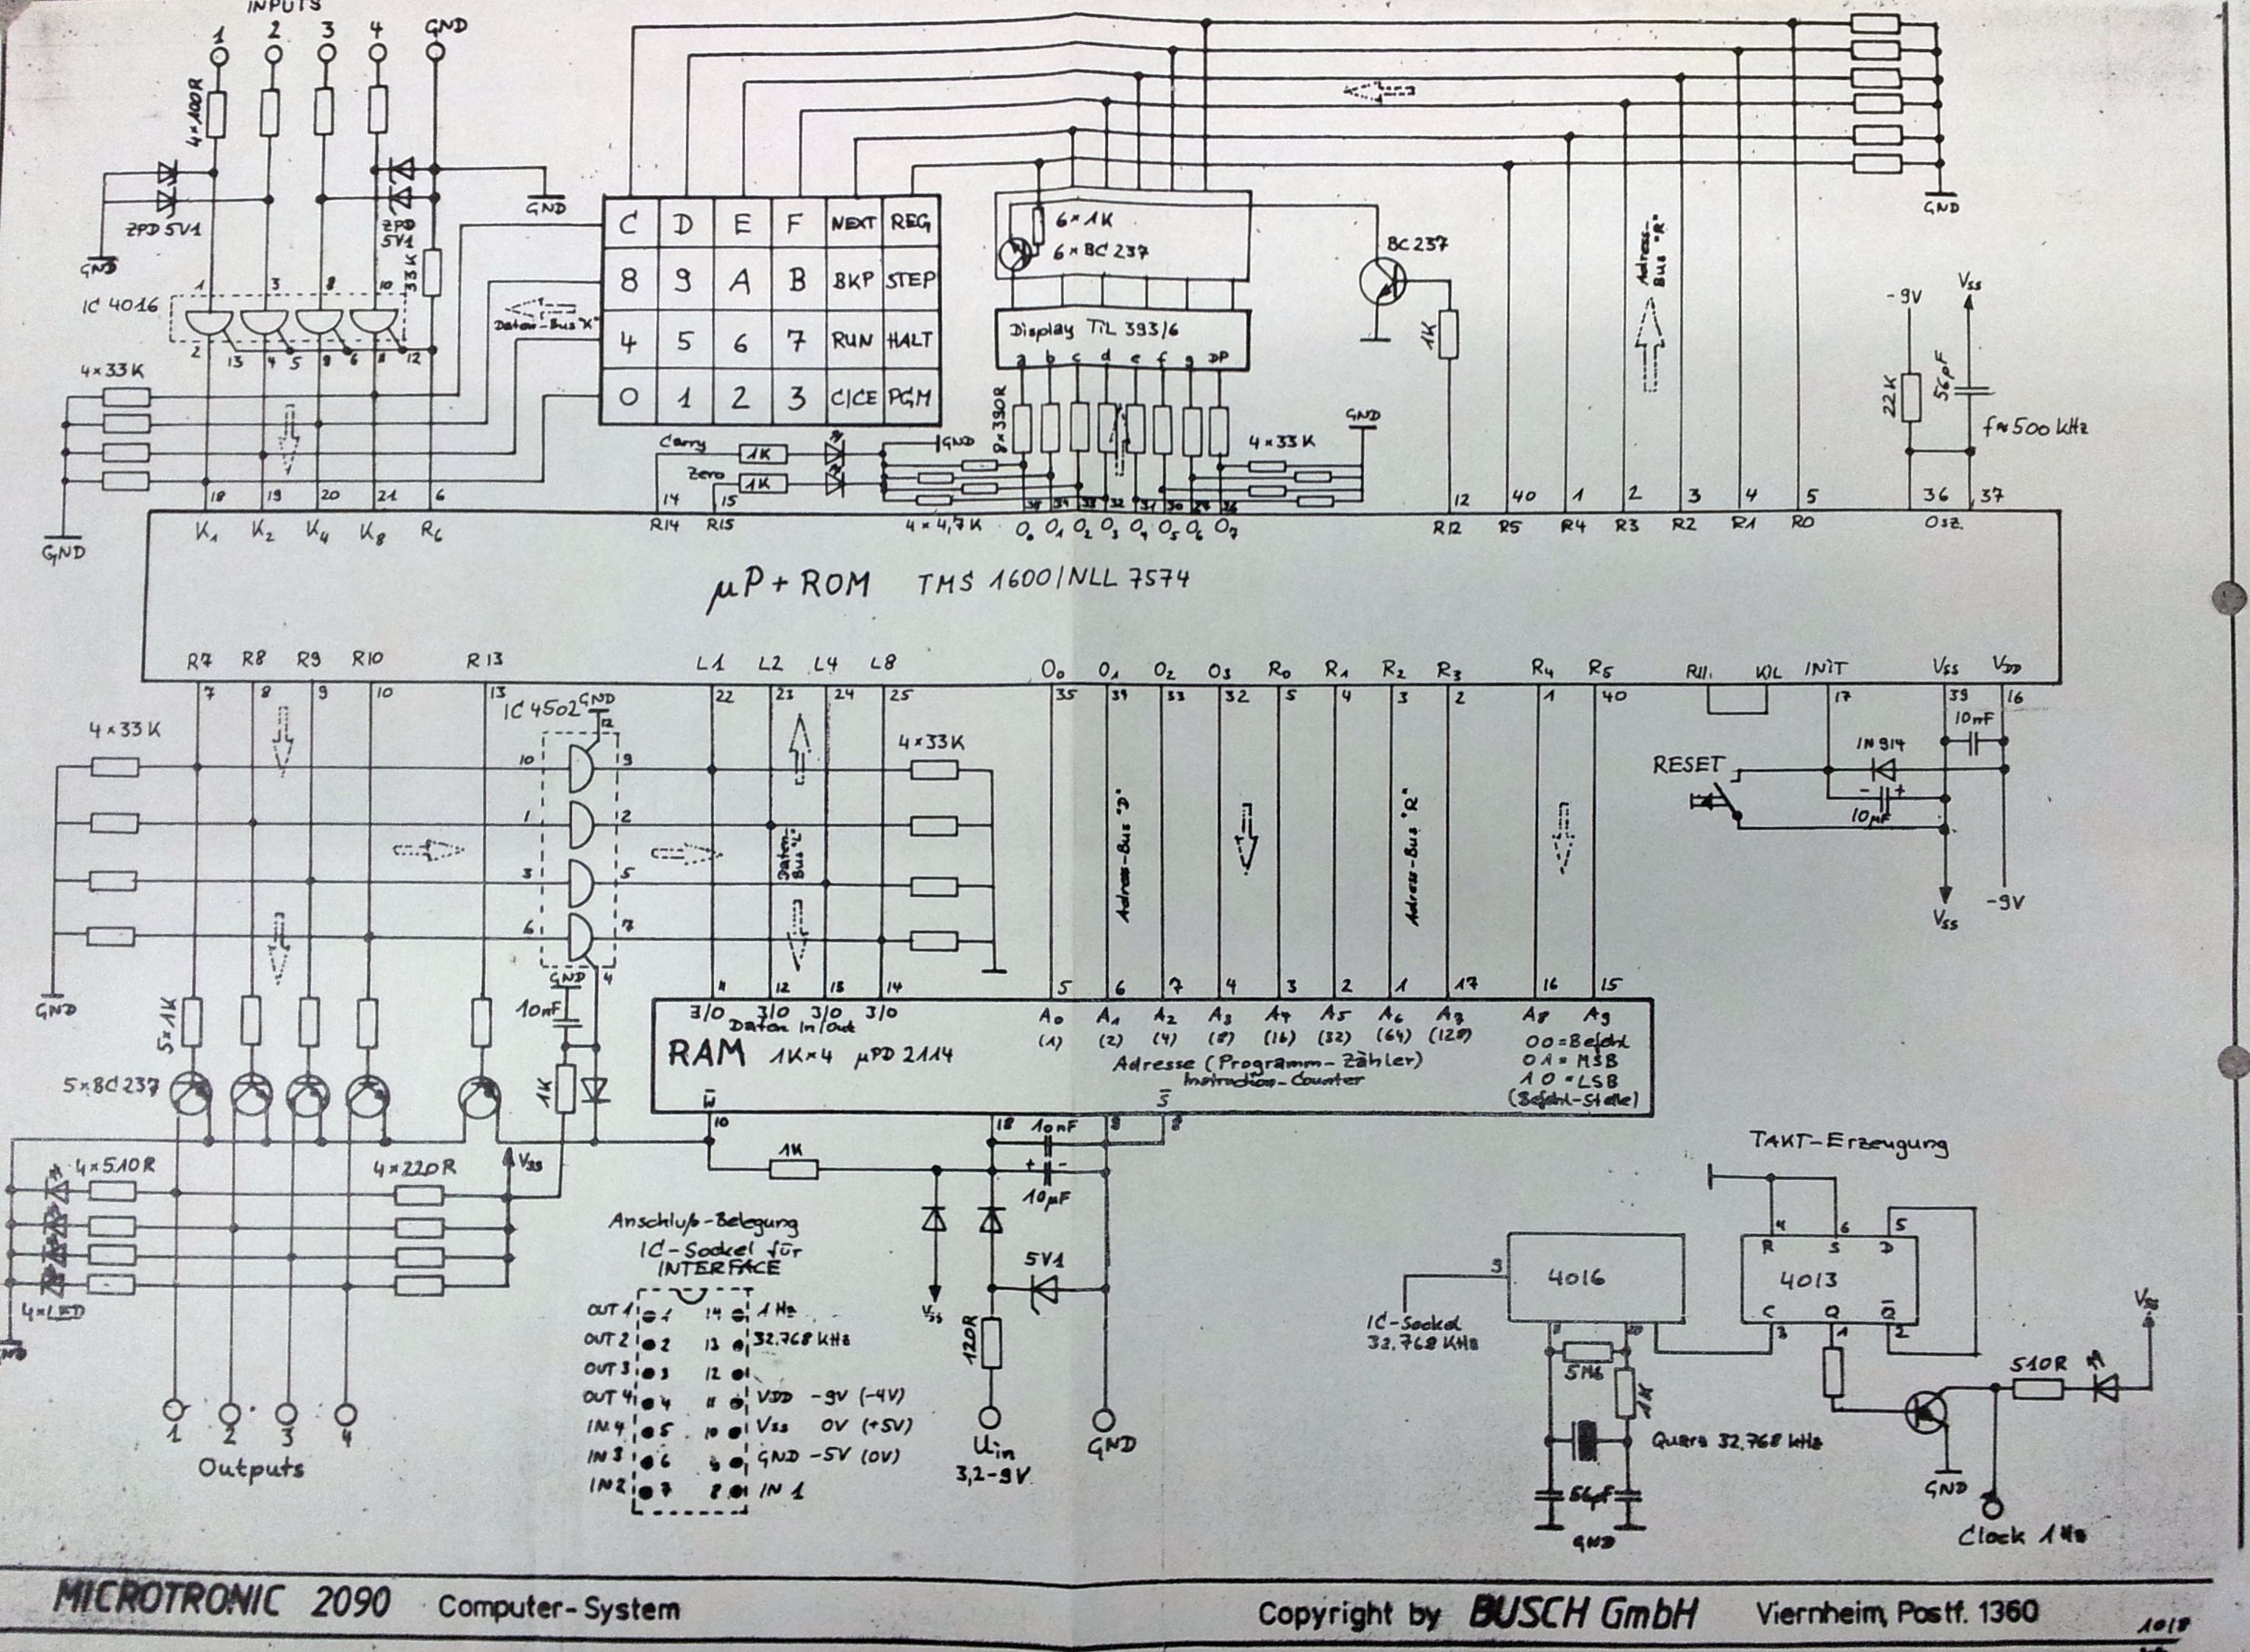 INPUTS
1 2 3 4 GND
4×100R
ZPD 5V1
ZPD
5V1
GND
GND
33K
1 3 8 10
IC 4016
2 13 4 5 9 6 8 12
4×33K
GND
Daten-Bus "K"
C D E F NEXT REG
8 9 A B BKP STEP
4 5 6 7 RUN HALT
0 1 2 3 C/CE PGM
6×1K
6×BC 237
Display TIL 393/6
a b c d e f g DP
8×390R
BC 237
1K
Adress-
Bus "R"
GND
-9V
Vss
22K
56pF
f≈500 kHz
Carry 1K
Zero 1K
GND
4×4,7K
4×33K
GND
18 19 20 21 6 14 15 12 40 1 2 3 4 5 36 37
K1 K2 K4 K8 R6 R14 R15 O0 O1 O2 O3 O4 O5 O6 O7 R12 R5 R4 R3 R2 R1 R0 Osz.
µP + ROM TMS 1600/NLL 7574
R7 R8 R9 R10 R13 L1 L2 L4 L8 O0 O1 O2 O3 R0 R1 R2 R3 R4 R5 R11. KIL INIT Vss VDD
7 8 9 10 13 22 23 24 25 35 34 33 32 5 4 3 2 1 40 17 39 16
IC 4502
GND
12
4×33K
10 9
1 2
3 5
6 7
GND 4
4×33K
Daten-
Bus "L"
Adress-Bus "D"
Adress-Bus "R"
10nF
1N914
RESET
- +
10µF
Vss
-9V
GND
5×1K
10nF
1K
5×BC 237
11 12 13 14 5 6 7 4 3 2 1 17 16 15
I/O I/O I/O I/O A0 A1 A2 A3 A4 A5 A6 A7 A8 A9
Daten In/Out
(1) (2) (4) (8) (16) (32) (64) (128)
RAM 1K×4 µPD 2114
Adresse (Programm-Zähler)
Instruction-Counter
00=Befehl
01=MSB
10=LSB
(Befehl-Stelle)
W S
10 18 9 8
10nF
1K
+ -
10µF
4×510R
4×220R
Vss
4×LED
GND
Vss
5V1
120R
Uin
3,2-9V
GND
1 2 3 4
Outputs
Anschluß-Belegung
IC-Sockel für
INTERFACE
OUT 1 1 14 1 Hz
OUT 2 2 13 32.768 kHz
OUT 3 3 12
OUT 4 4 11 VDD -9V (-4V)
IN 4 5 10 Vss 0V (+5V)
IN 3 6 9 GND -5V (0V)
IN 2 7 8 IN 1
TAKT-Erzeugung
4 6 5
R S D
4016
4013
C Q Q
3 1 2
9
IC-Sockel
32.768 kHz
5M6
1K
Quarz 32.768 kHz
56pF
GND
510R
Vss
GND
Clock 1Hz
MICROTRONIC 2090 Computer-System
Copyright by BUSCH GmbH Viernheim, Postf. 1360